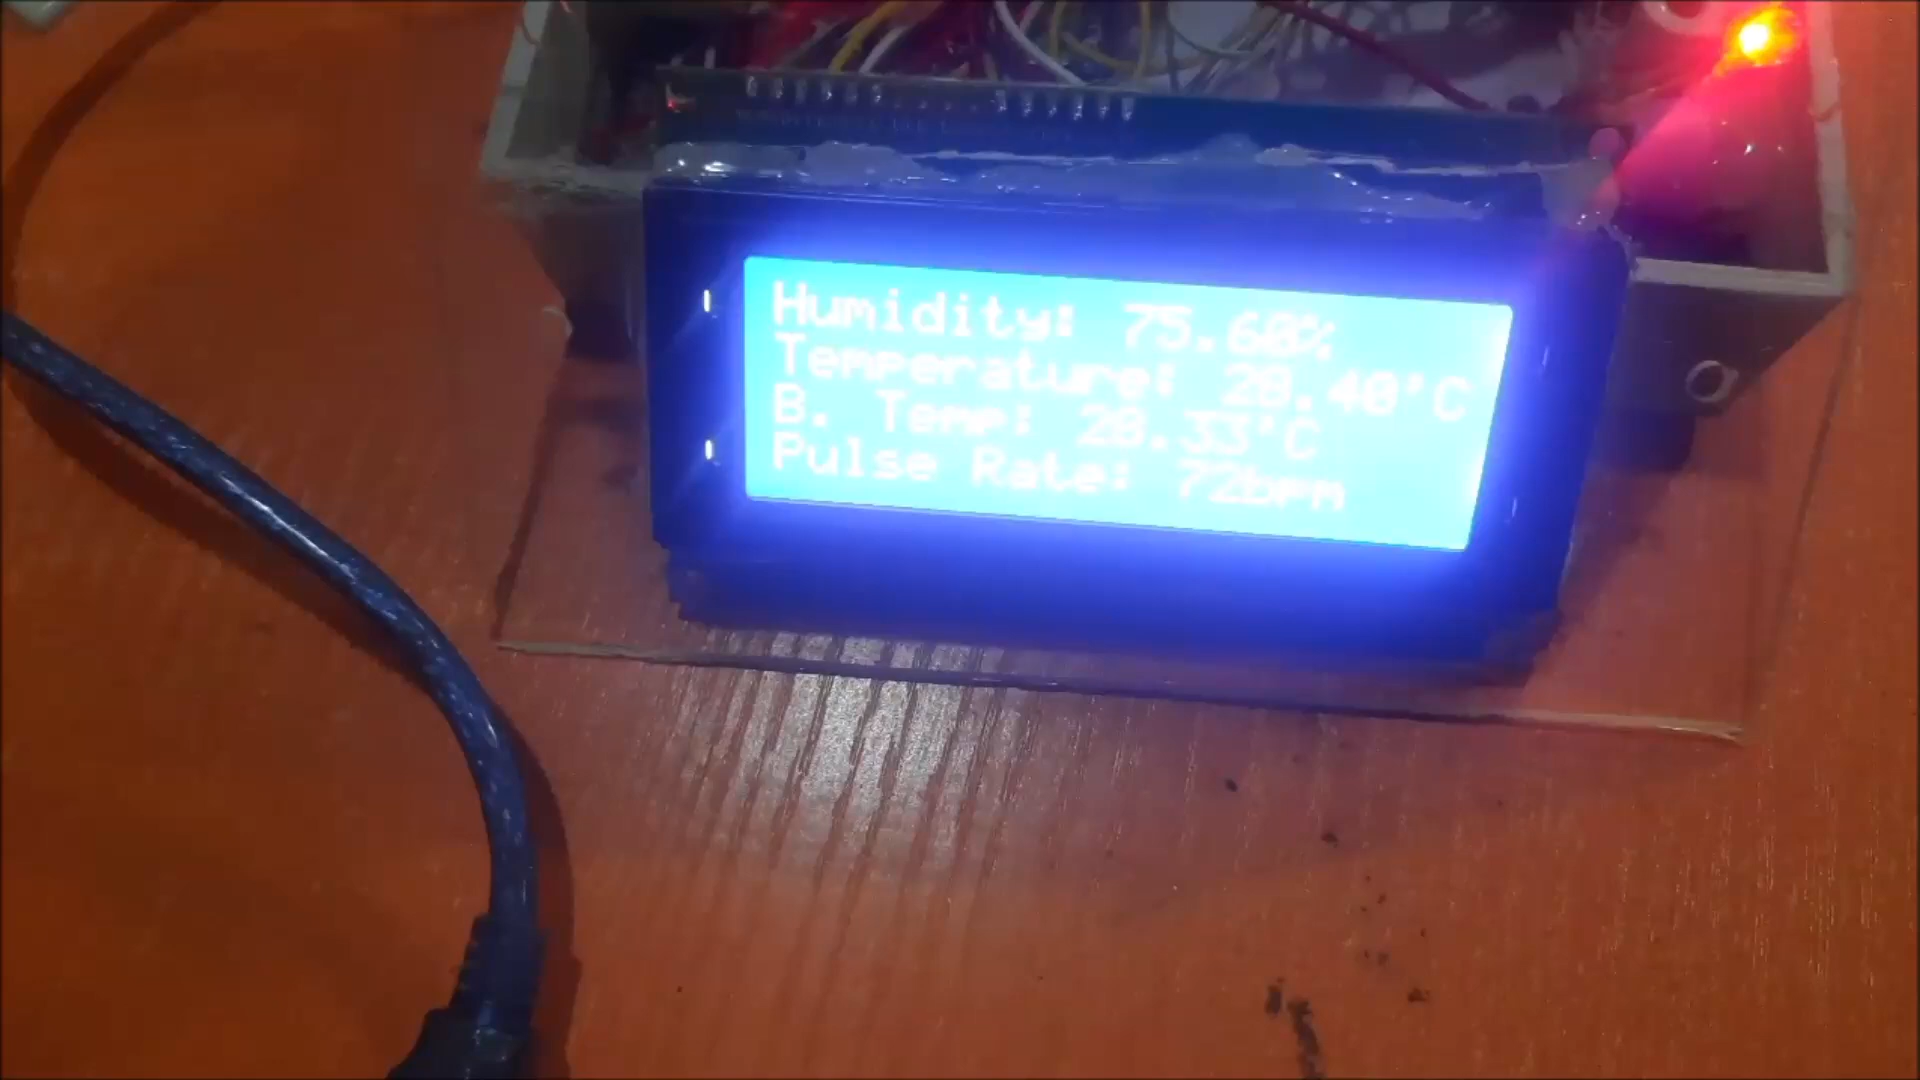 Humidity: 75.60%
Temperature: 28.40'C
B. Temp: 28.33'C
Pulse Rate: 72bpm